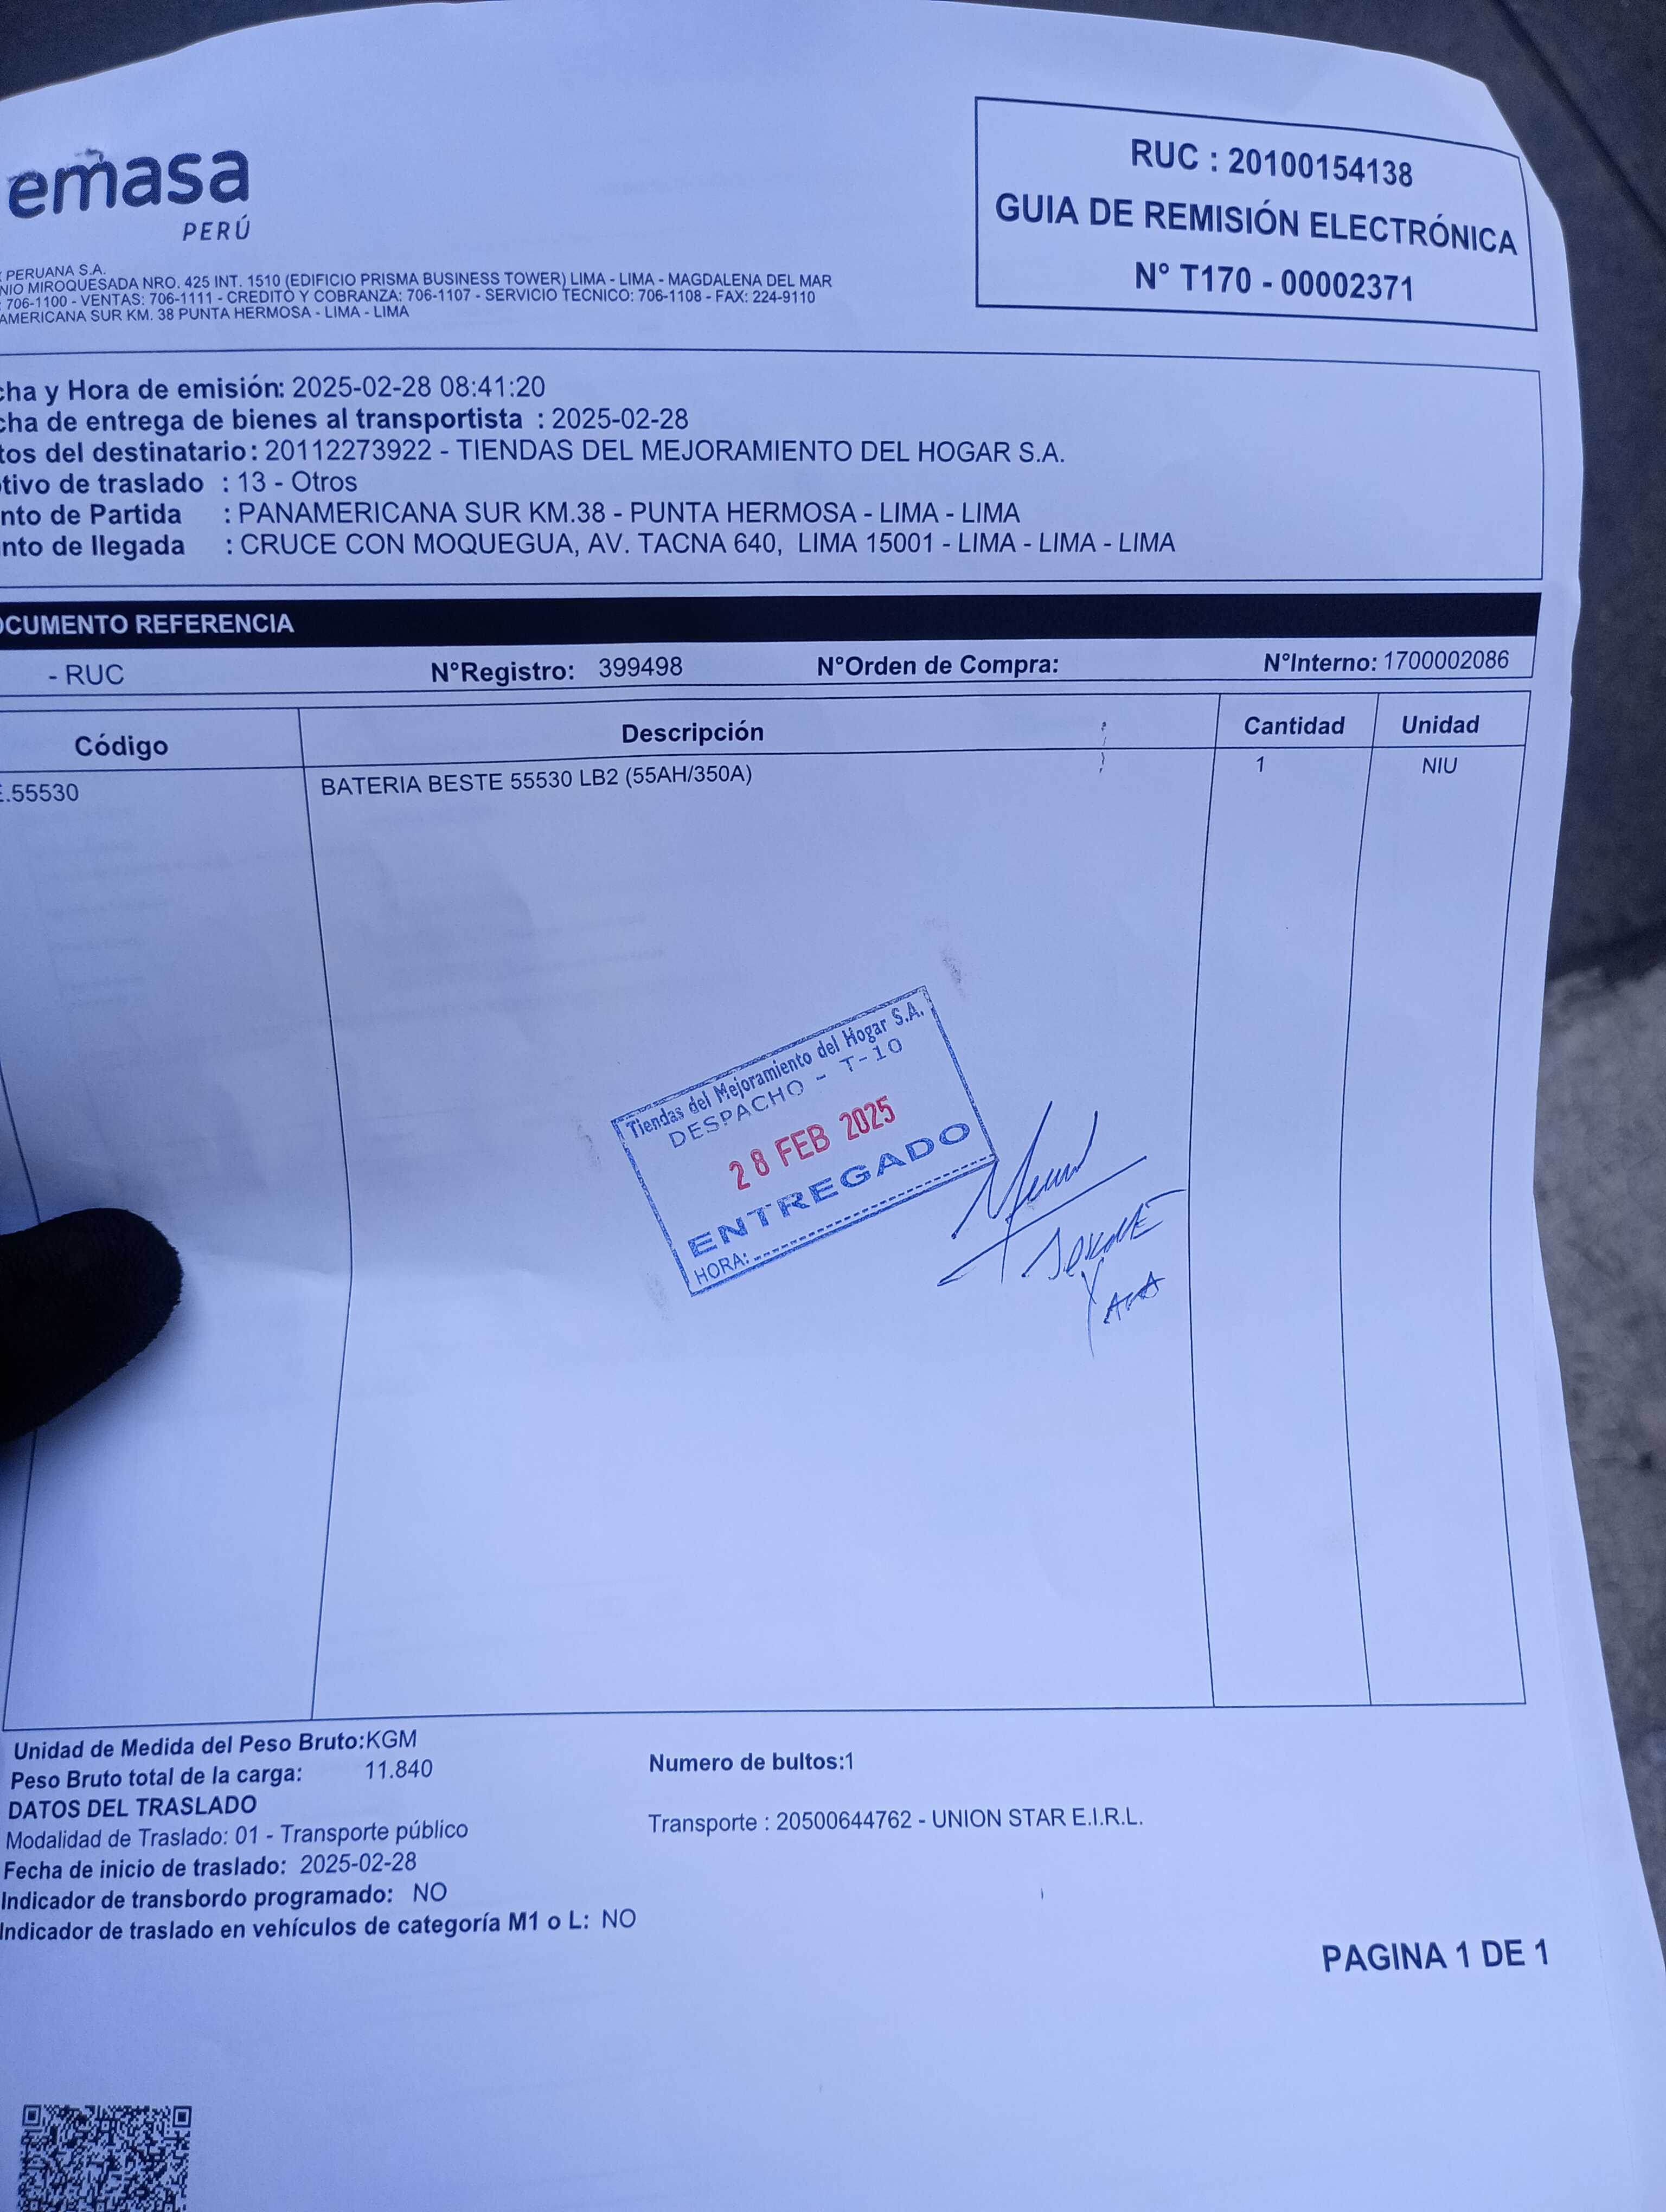 emasa
PERÚ
RUC : 20100154138
GUIA DE REMISIÓN ELECTRÓNICA
N° T170 - 00002371
PERUANA S.A.
NIO MIROQUESADA NRO. 425 INT. 1510 (EDIFICIO PRISMA BUSINESS TOWER) LIMA - LIMA - MAGDALENA DEL MAR
706-1100 - VENTAS: 706-1111 - CREDITO Y COBRANZA: 706-1107 - SERVICIO TECNICO: 706-1108 - FAX: 224-9110
AMERICANA SUR KM. 38 PUNTA HERMOSA - LIMA - LIMA
cha y Hora de emisión: 2025-02-28 08:41:20
cha de entrega de bienes al transportista : 2025-02-28
tos del destinatario: 20112273922 - TIENDAS DEL MEJORAMIENTO DEL HOGAR S.A.
tivo de traslado : 13 - Otros
nto de Partida : PANAMERICANA SUR KM.38 - PUNTA HERMOSA - LIMA - LIMA
nto de llegada : CRUCE CON MOQUEGUA, AV. TACNA 640, LIMA 15001 - LIMA - LIMA - LIMA
OCUMENTO REFERENCIA
- RUC N°Registro: 399498 N°Orden de Compra: N°Interno: 1700002086
Código Descripción Cantidad Unidad
.55530 BATERIA BESTE 55530 LB2 (55AH/350A) 1 NIU
Tiendas del Mejoramiento del Hogar S.A.
DESPACHO - T-10
28 FEB 2025
ENTREGADO
HORA:
Unidad de Medida del Peso Bruto:KGM
Peso Bruto total de la carga: 11.840 Numero de bultos:1
DATOS DEL TRASLADO
Modalidad de Traslado: 01 - Transporte público Transporte : 20500644762 - UNION STAR E.I.R.L.
Fecha de inicio de traslado: 2025-02-28
Indicador de transbordo programado: NO
Indicador de traslado en vehículos de categoría M1 o L: NO
PAGINA 1 DE 1